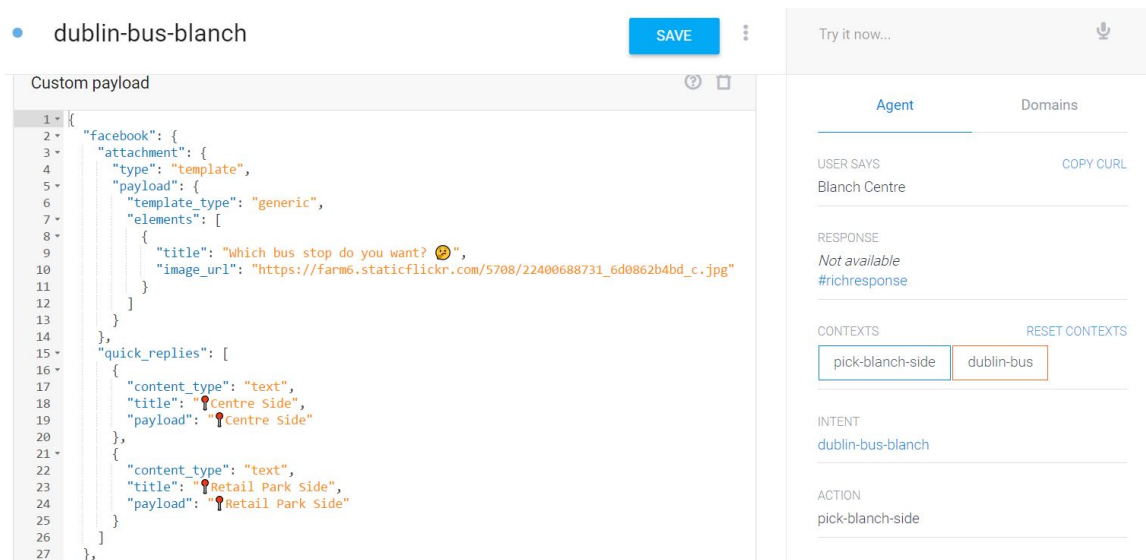 dublin-bus-blanch
SAVE
Custom payload
1 {
2 "facebook": {
3 "attachment": {
4 "type": "template",
5 "payload": {
6 "template_type": "generic",
7 "elements": [
8 {
9 "title": "Which bus stop do you want? 🤔",
10 "image_url": "https://farm6.staticflickr.com/5708/22400688731_6d0862b4bd_c.jpg"
11 }
12 ]
13 }
14 },
15 "quick_replies": [
16 {
17 "content_type": "text",
18 "title": "📍Centre Side",
19 "payload": "📍Centre Side"
20 },
21 {
22 "content_type": "text",
23 "title": "📍Retail Park Side",
24 "payload": "📍Retail Park Side"
25 }
26 ]
27 },
Try it now...
Agent Domains
USER SAYS COPY CURL
Blanch Centre
RESPONSE
Not available
#richresponse
CONTEXTS RESET CONTEXTS
pick-blanch-side dublin-bus
INTENT
dublin-bus-blanch
ACTION
pick-blanch-side